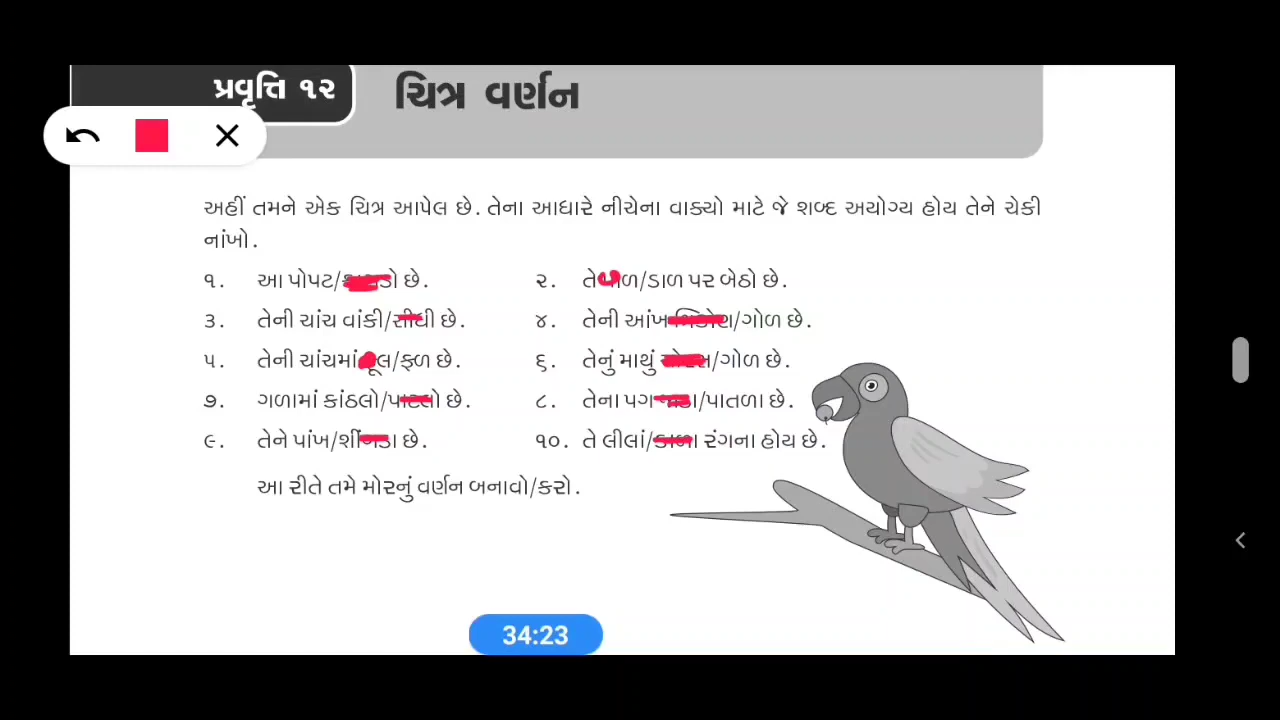 પ્રવૃત્તિ ૧૨ ચિત્ર વર્ણન
અહીં તમને એક ચિત્ર આપેલ છે. તેના આધારે નીચેના વાક્યો માટે જે શબ્દ અયોગ્ય હોય તેને ચેકી
નાંખો.
૧. આ પોપટ/ છે. ૨. તે /ડાળ પર બેઠો છે.
૩. તેની ચાંચ વાંકી/સીધી છે. ૪. તેની આંખ ત્રિકોણ/ગોળ છે.
૫. તેની ચાંચમાં /ફળ છે. ૬. તેનું માથું /ગોળ છે.
૭. ગળામાં કાંઠલો/પાટલો છે. ૮. તેના પગ /પાતળા છે.
૯. તેને પાંખ/શીંગડા છે. ૧૦. તે લીલાં/કાળા રંગના હોય છે.
આ રીતે તમે મોરનું વર્ણન બનાવો/કરો.
34:23